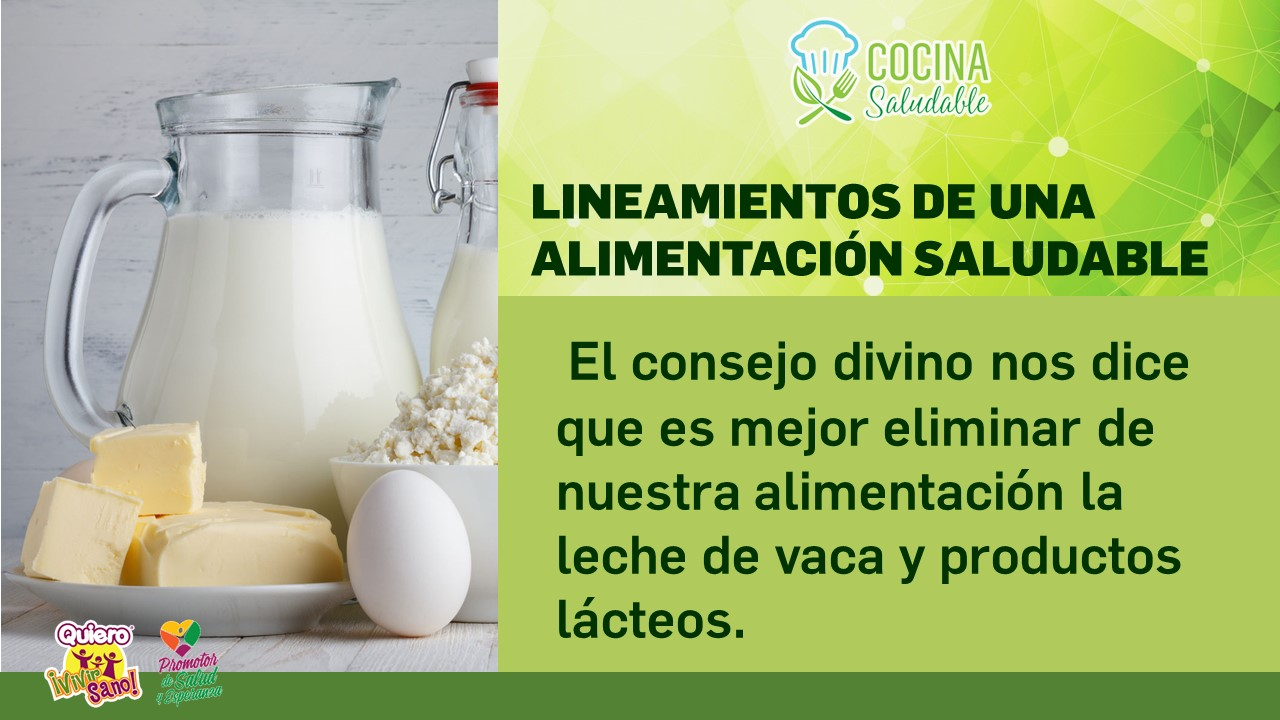 COCINA
Saludable
LINEAMIENTOS DE UNA
ALIMENTACIÓN SALUDABLE
El consejo divino nos dice
que es mejor eliminar de
nuestra alimentación la
leche de vaca y productos
lácteos.
Quiero
¡Vivir
Sano!
Promotor
de Salud
y Esperanza